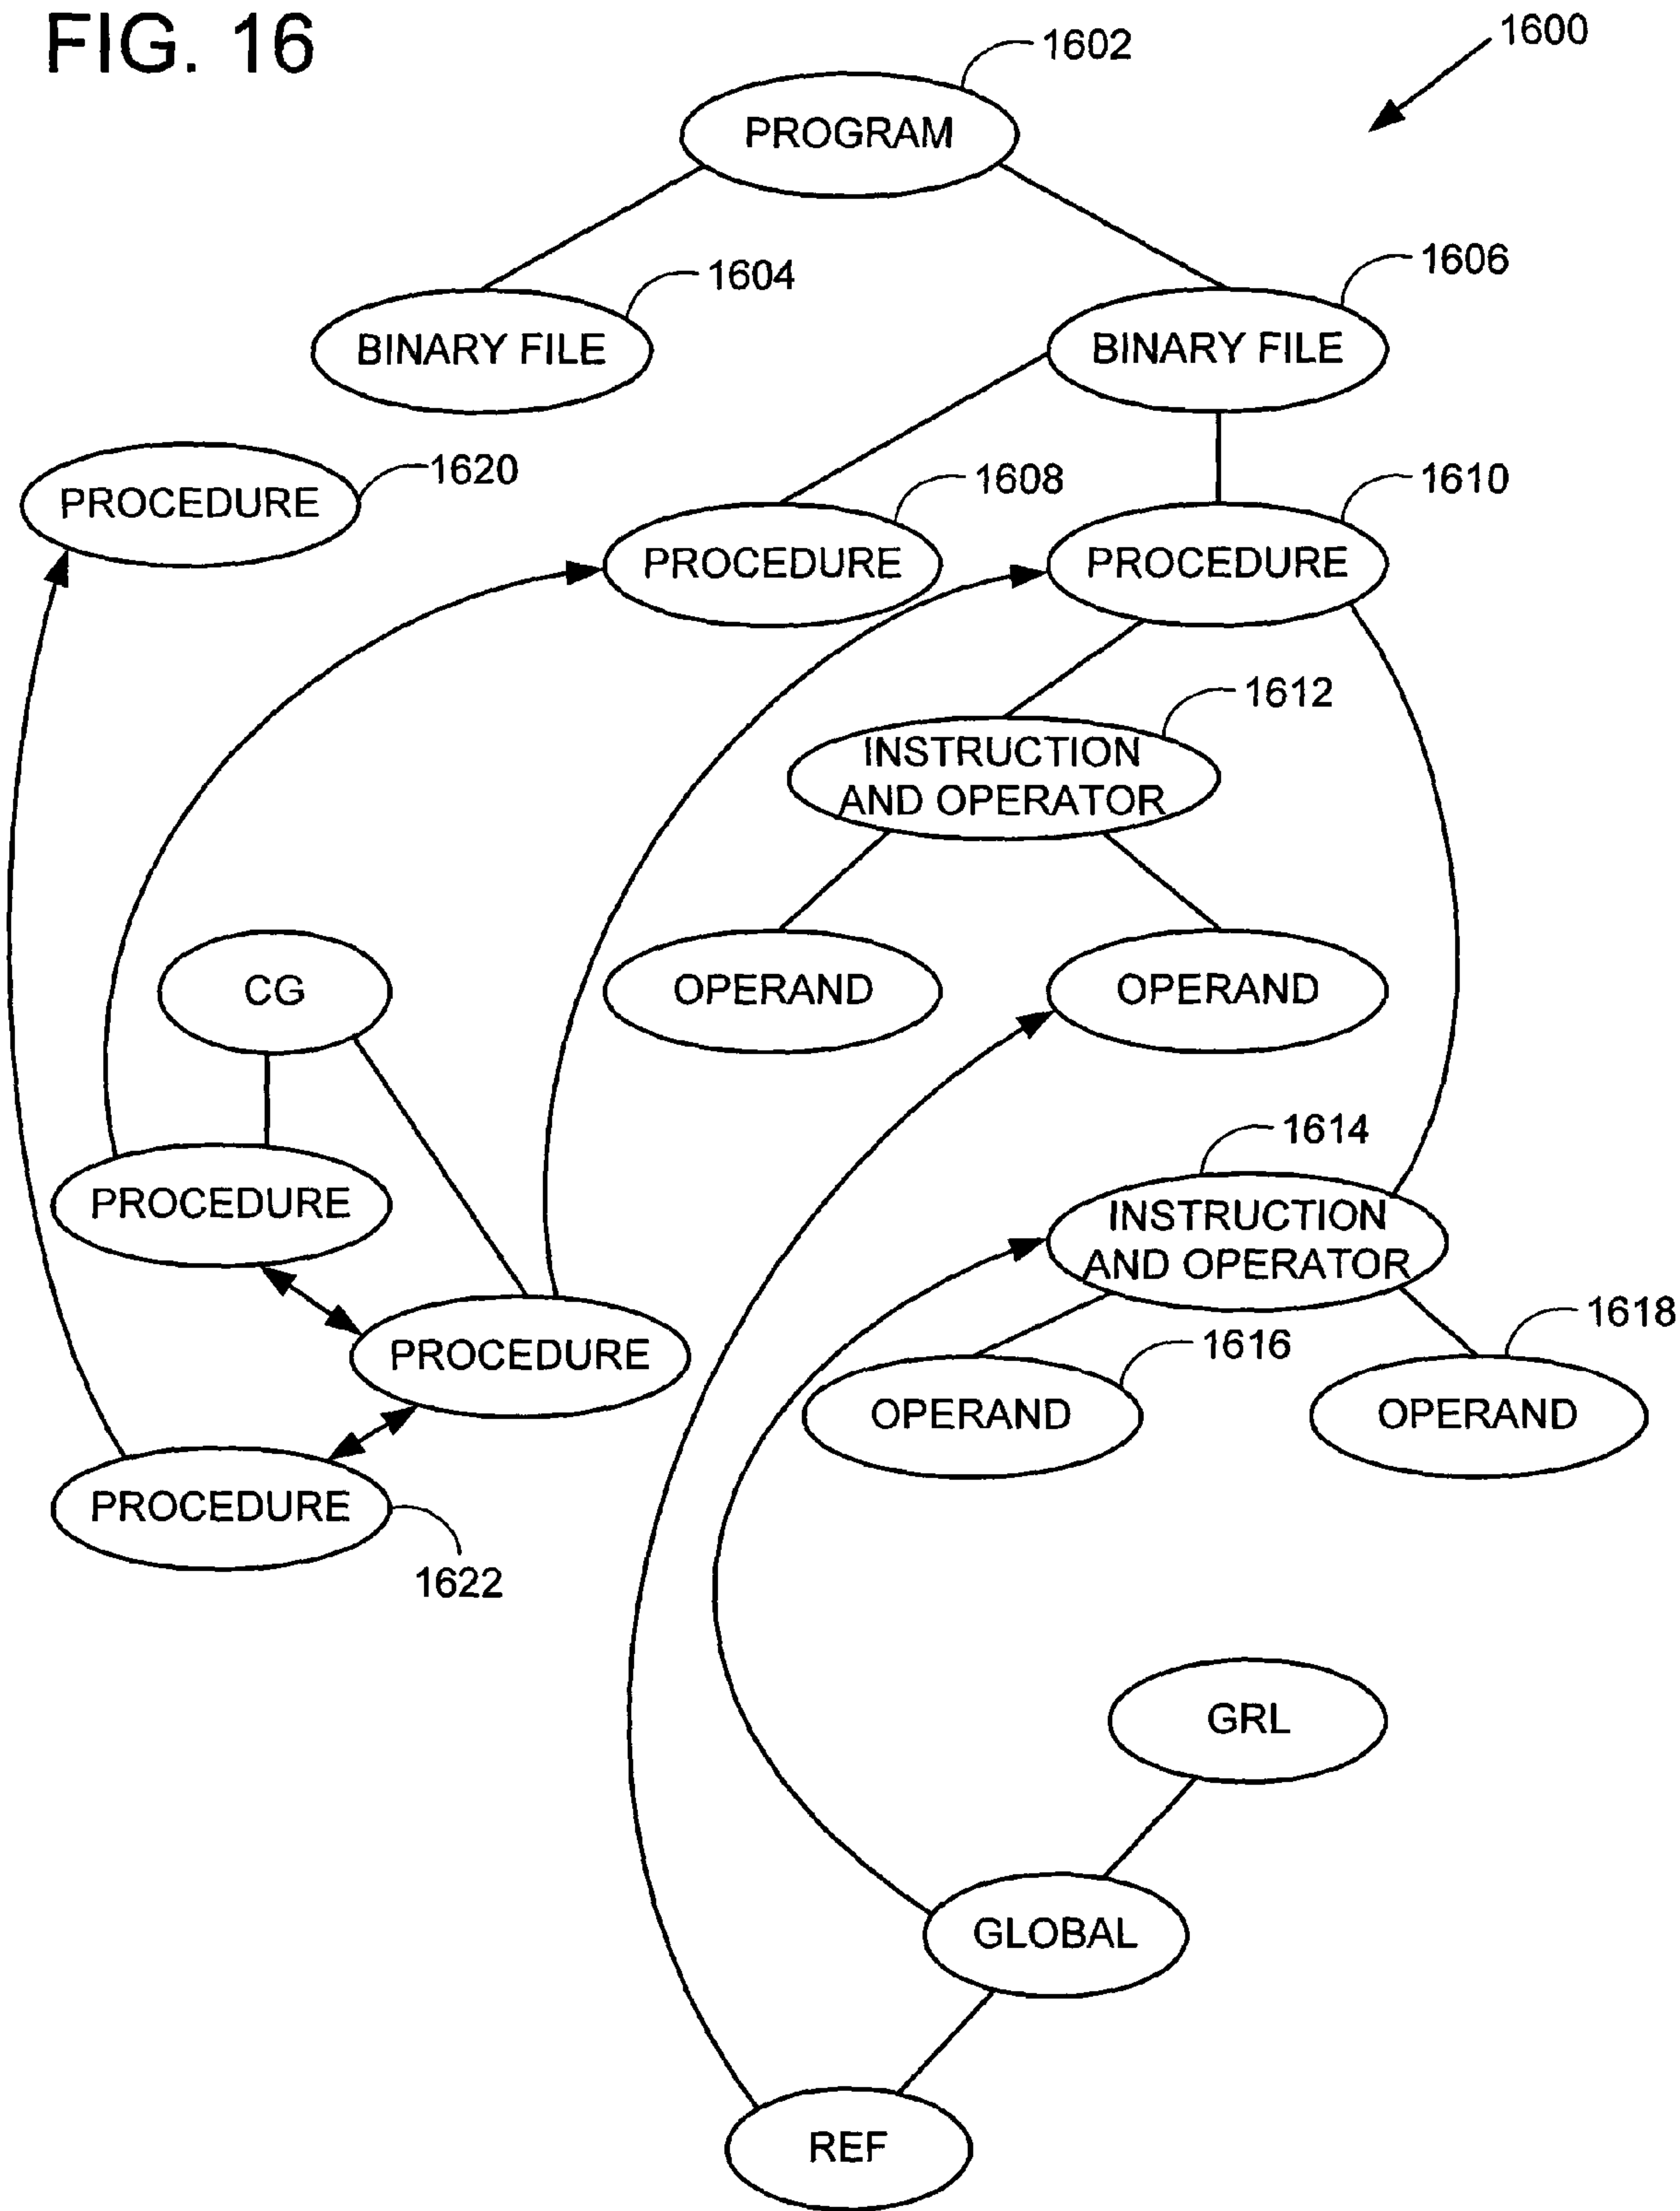 FIG. 16
1602
1600
PROGRAM
1604
1606
BINARY FILE
BINARY FILE
1620
1608
1610
PROCEDURE
PROCEDURE
PROCEDURE
1612
INSTRUCTION
AND OPERATOR
CG
OPERAND
OPERAND
1614
PROCEDURE
INSTRUCTION
AND OPERATOR
1618
1616
PROCEDURE
OPERAND
OPERAND
PROCEDURE
1622
GRL
GLOBAL
REF